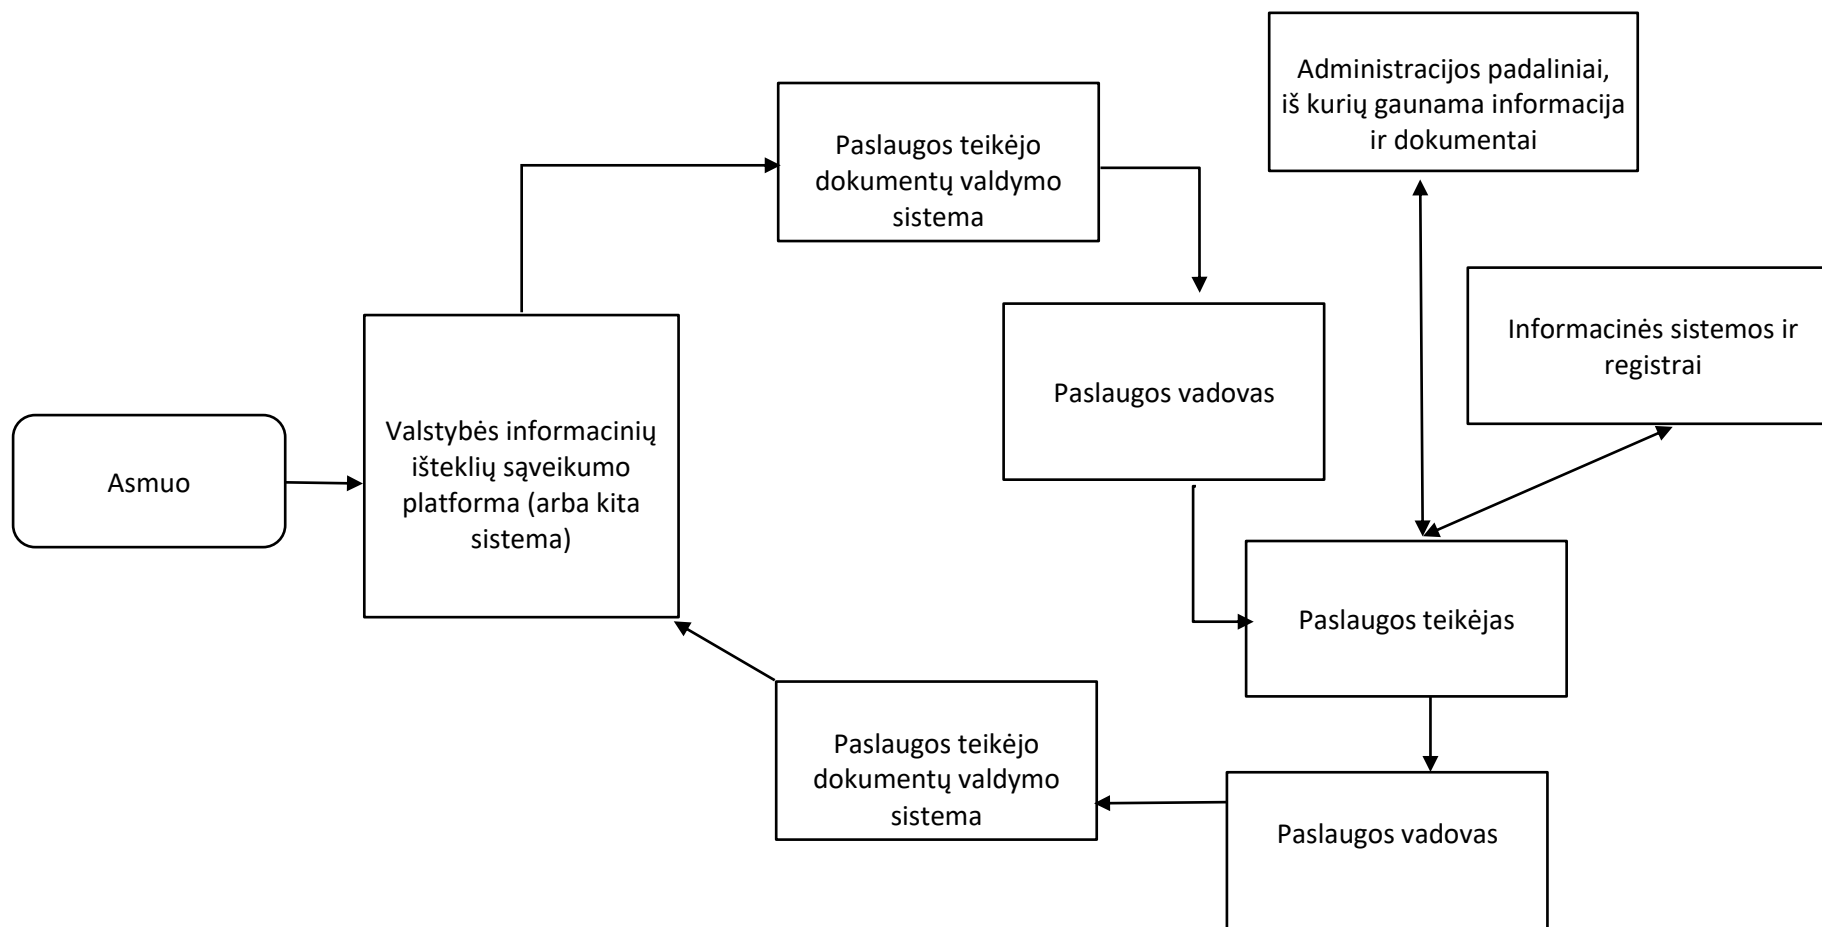 Administracijos padaliniai,
iš kurių gaunama informacija
ir dokumentai
Paslaugos teikėjo
dokumentų valdymo
sistema
Informacinės sistemos ir
registrai
Paslaugos vadovas
Valstybės informacinių
išteklių sąveikumo
platforma (arba kita
sistema)
Asmuo
Paslaugos teikėjas
Paslaugos teikėjo
dokumentų valdymo
sistema
Paslaugos vadovas